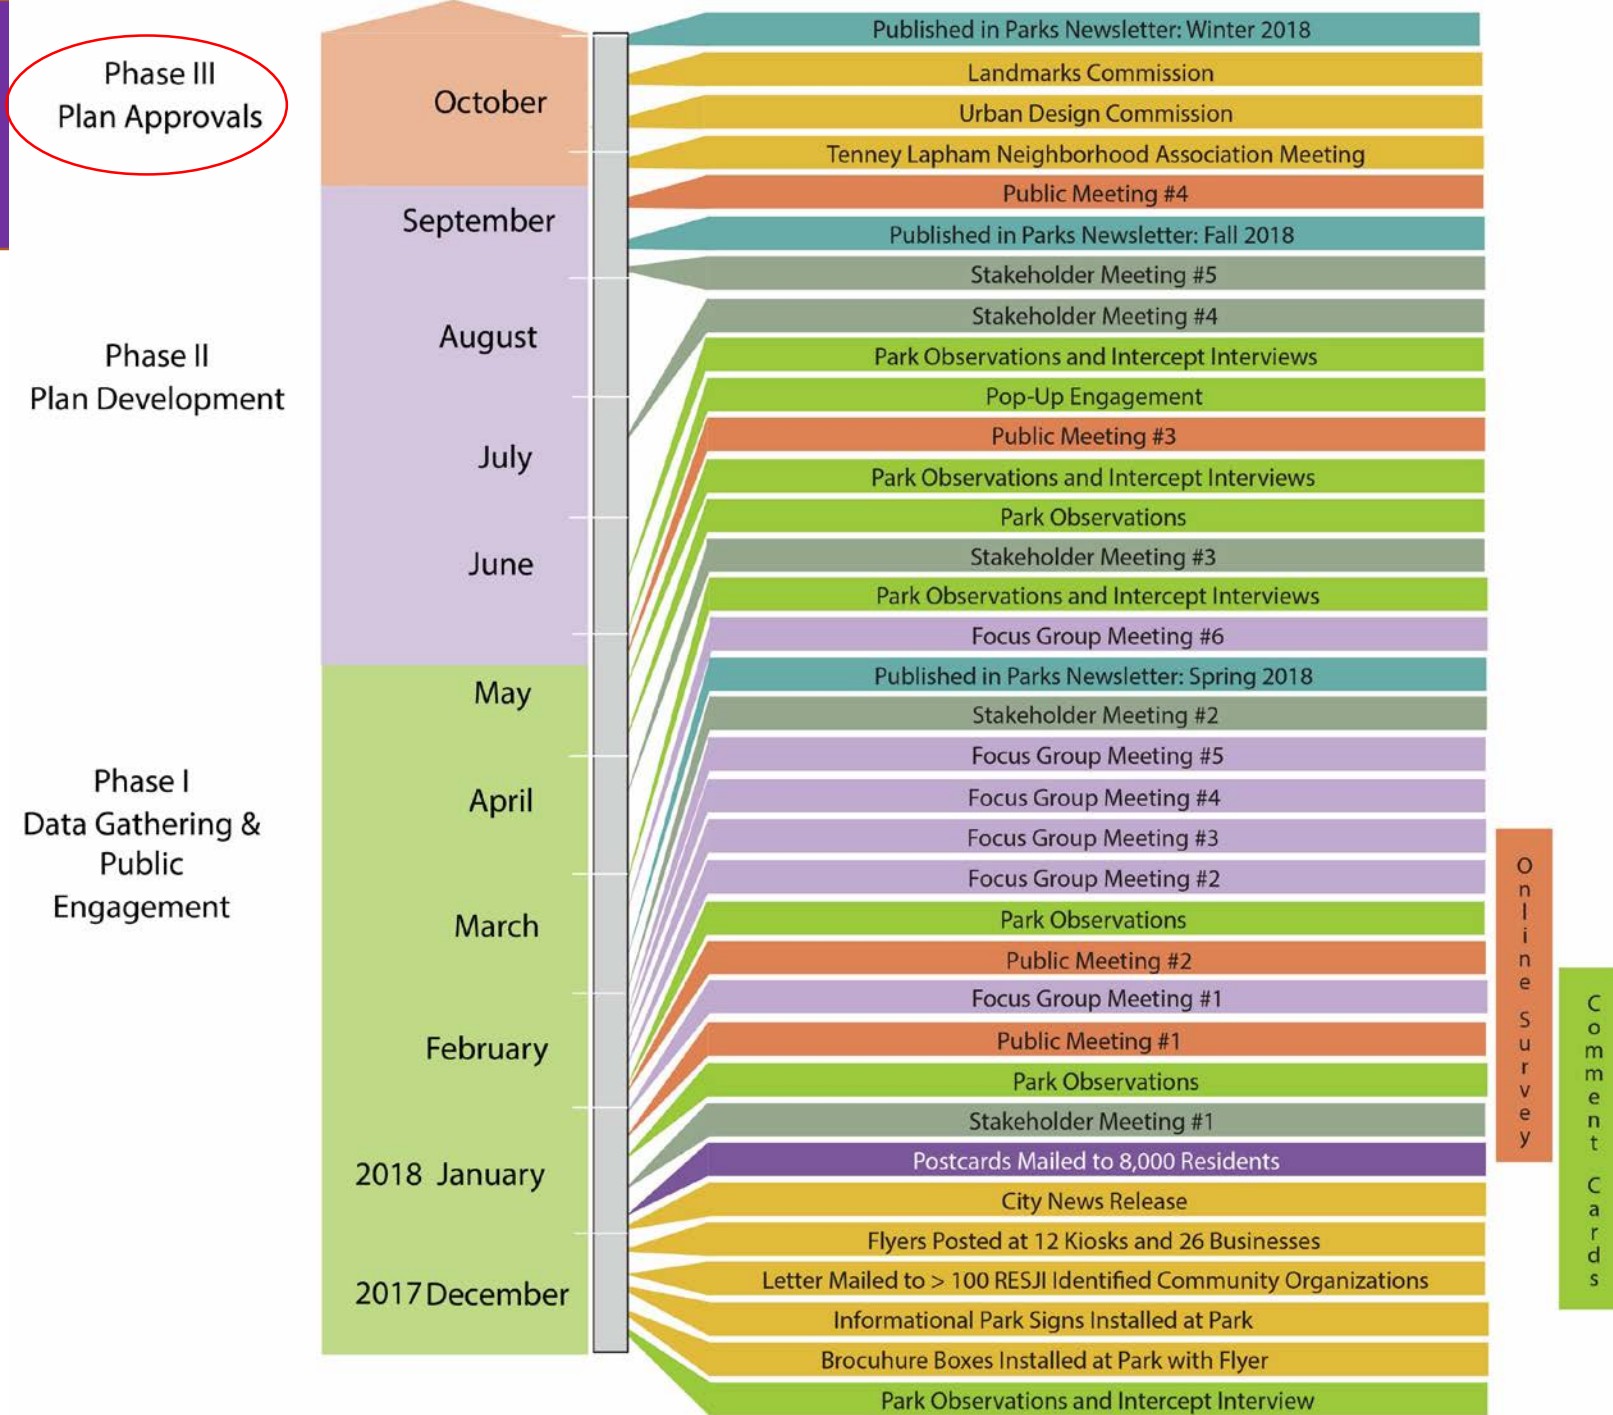 Phase III
Plan Approvals
Phase II
Plan Development
Phase I
Data Gathering &
Public
Engagement
October
September
August
July
June
May
April
March
February
2018 January
2017 December
Published in Parks Newsletter: Winter 2018
Landmarks Commission
Urban Design Commission
Tenney Lapham Neighborhood Association Meeting
Public Meeting #4
Published in Parks Newsletter: Fall 2018
Stakeholder Meeting #5
Stakeholder Meeting #4
Park Observations and Intercept Interviews
Pop-Up Engagement
Public Meeting #3
Park Observations and Intercept Interviews
Park Observations
Stakeholder Meeting #3
Park Observations and Intercept Interviews
Focus Group Meeting #6
Published in Parks Newsletter: Spring 2018
Stakeholder Meeting #2
Focus Group Meeting #5
Focus Group Meeting #4
Focus Group Meeting #3
Focus Group Meeting #2
Park Observations
Public Meeting #2
Focus Group Meeting #1
Public Meeting #1
Park Observations
Stakeholder Meeting #1
Postcards Mailed to 8,000 Residents
City News Release
Flyers Posted at 12 Kiosks and 26 Businesses
Letter Mailed to > 100 RESJI Identified Community Organizations
Informational Park Signs Installed at Park
Brocuhure Boxes Installed at Park with Flyer
Park Observations and Intercept Interview
Online Survey
Comment Cards